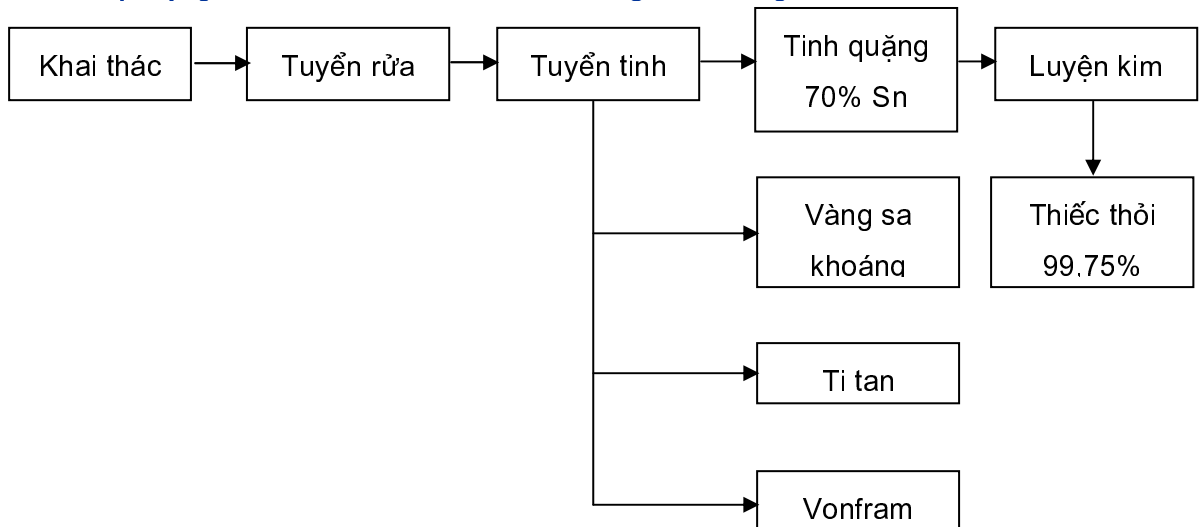 Khai thác
Tuyển rửa
Tuyển tinh
Tinh quặng
70% Sn
Luyện kim
Vàng sa
khoáng
Thiếc thỏi
99,75%
Ti tan
Vonfram